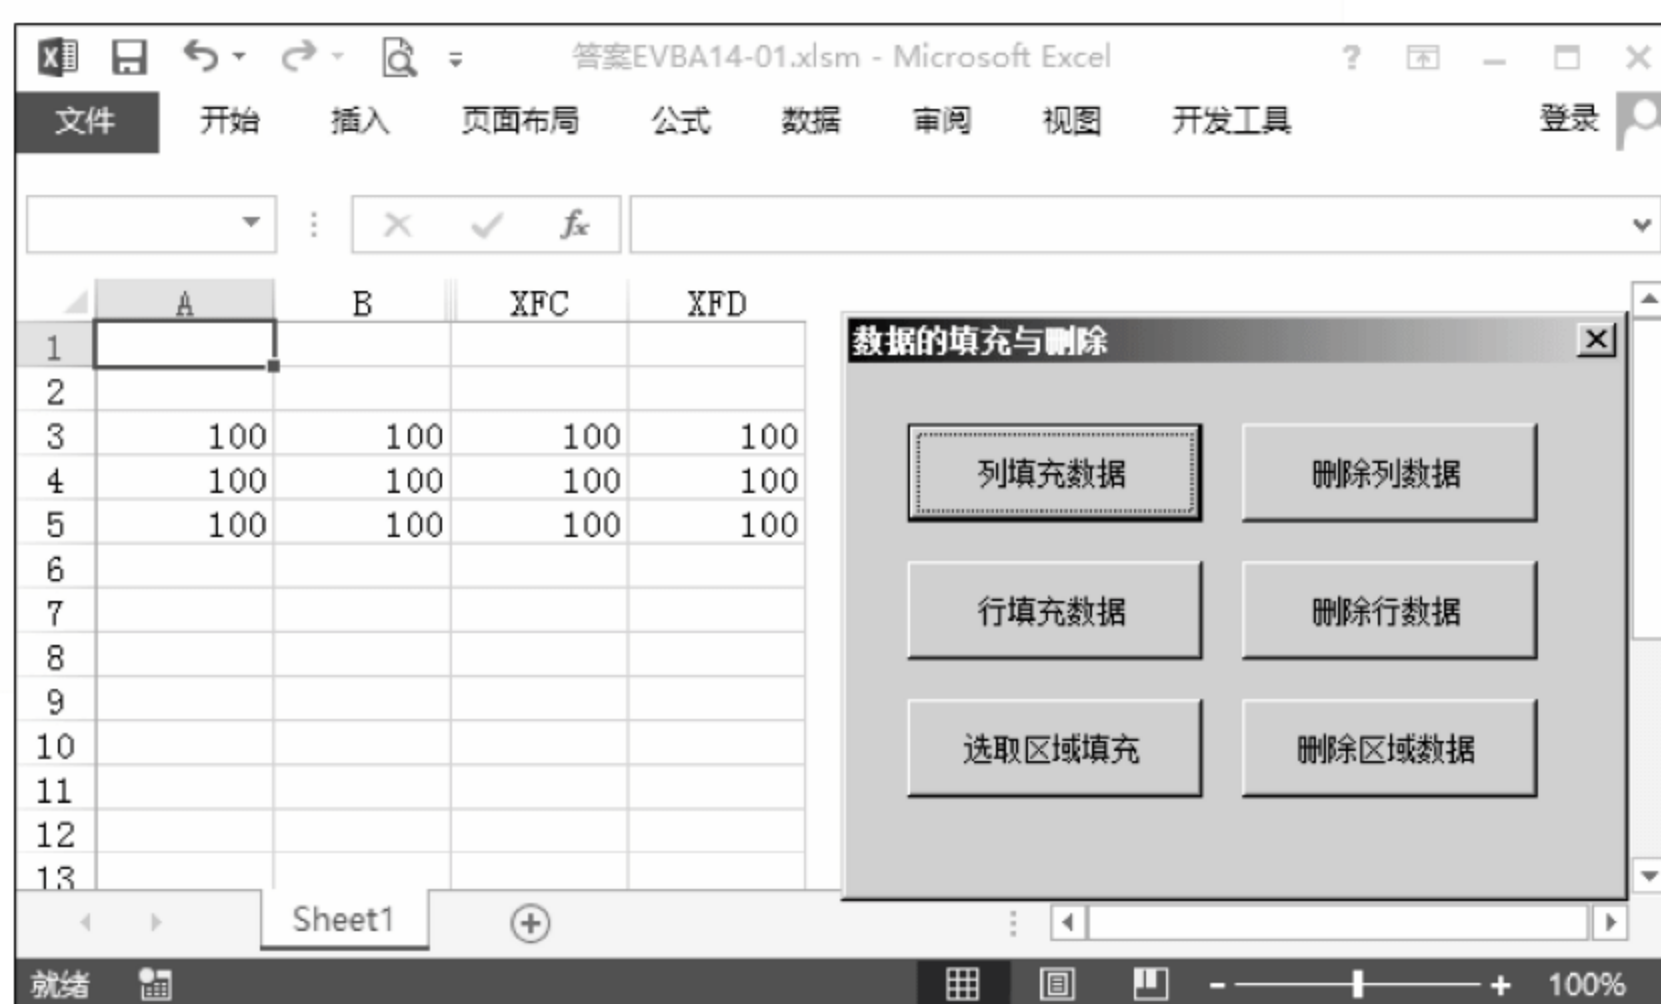 答案EVBA14-01.xlsm - Microsoft Excel ?
文件 开始 插入 页面布局 公式 数据 审阅 视图 开发工具 登录
fx
A B XFC XFD
1
2
3 100 100 100 100
4 100 100 100 100
5 100 100 100 100
6
7
8
9
10
11
12
13
数据的填充与删除
列填充数据 删除列数据
行填充数据 删除行数据
选取区域填充 删除区域数据
Sheet1
就绪 100%